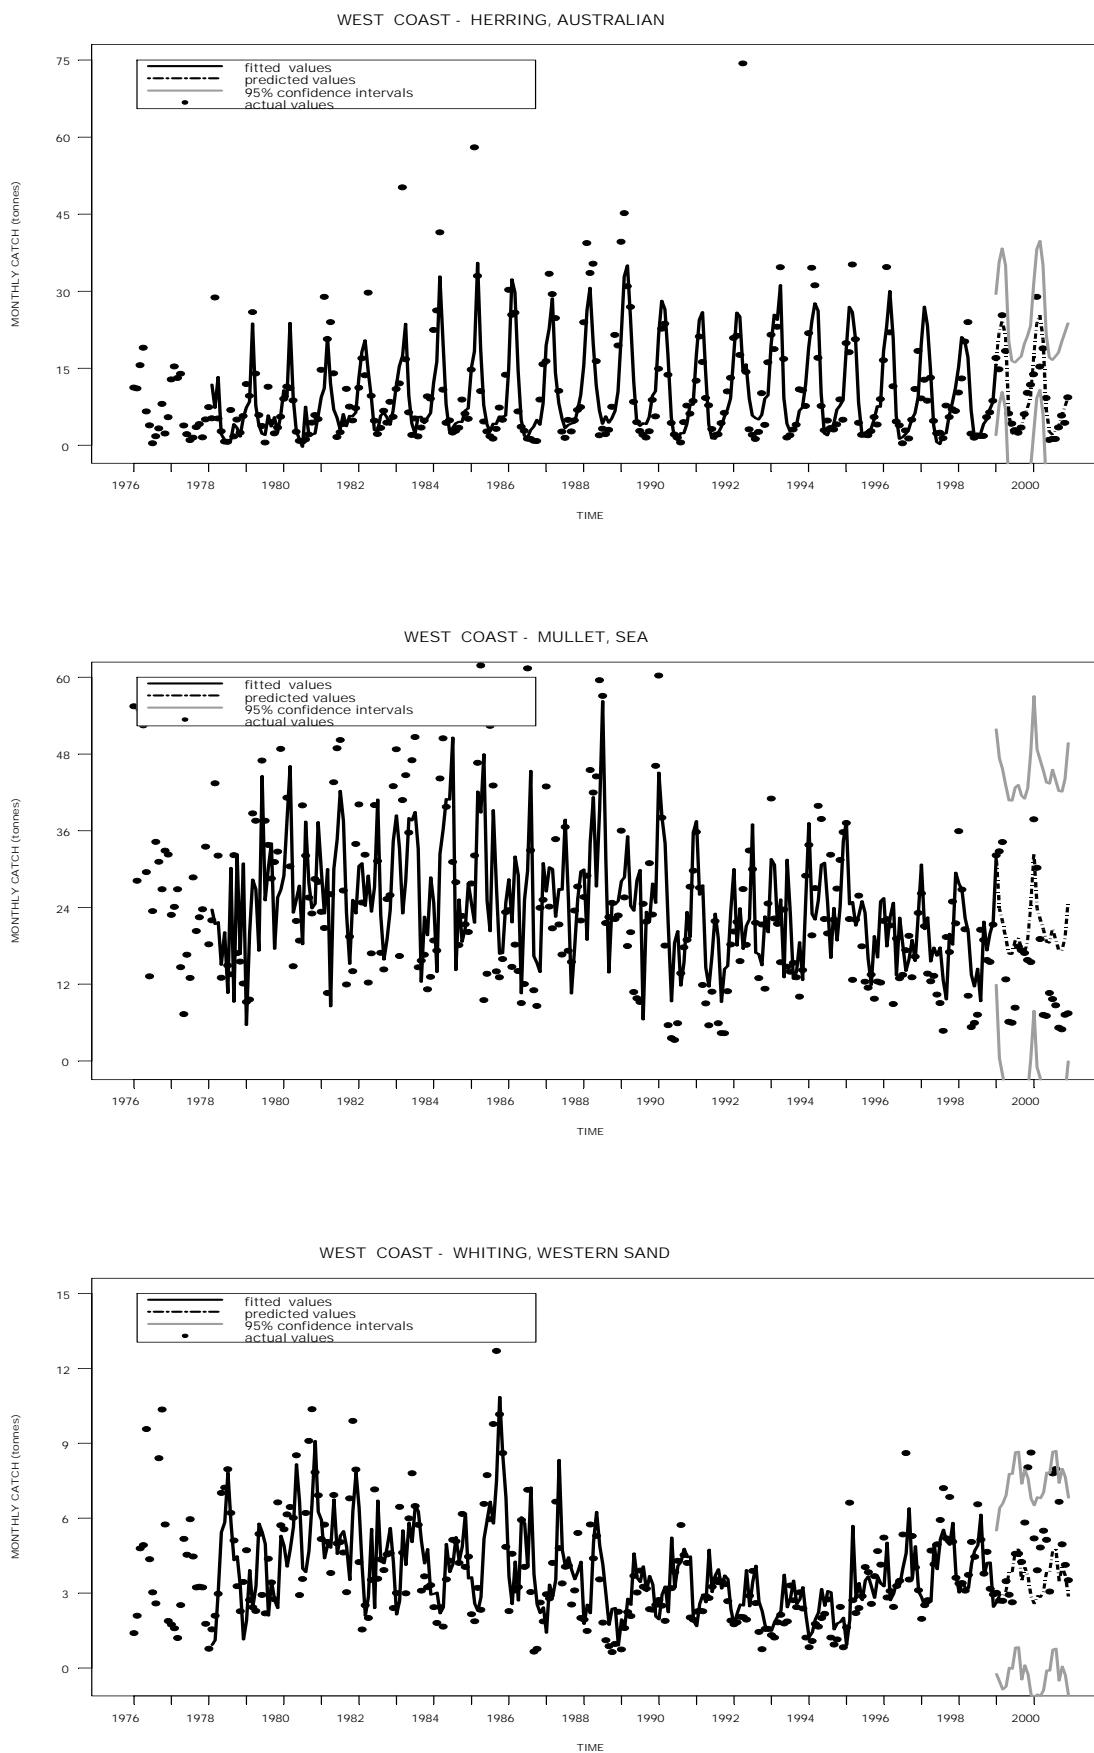 WEST COAST - HERRING, AUSTRALIAN
75
fitted values
predicted values
95% confidence intervals
actual values
60
45
30
15
0
MONTHLY CATCH (tonnes)
1976 1978 1980 1982 1984 1986 1988 1990 1992 1994 1996 1998 2000
TIME
WEST COAST - MULLET, SEA
60
fitted values
predicted values
95% confidence intervals
actual values
48
36
24
12
0
MONTHLY CATCH (tonnes)
1976 1978 1980 1982 1984 1986 1988 1990 1992 1994 1996 1998 2000
TIME
WEST COAST - WHITING, WESTERN SAND
15
fitted values
predicted values
95% confidence intervals
actual values
12
9
6
3
0
MONTHLY CATCH (tonnes)
1976 1978 1980 1982 1984 1986 1988 1990 1992 1994 1996 1998 2000
TIME